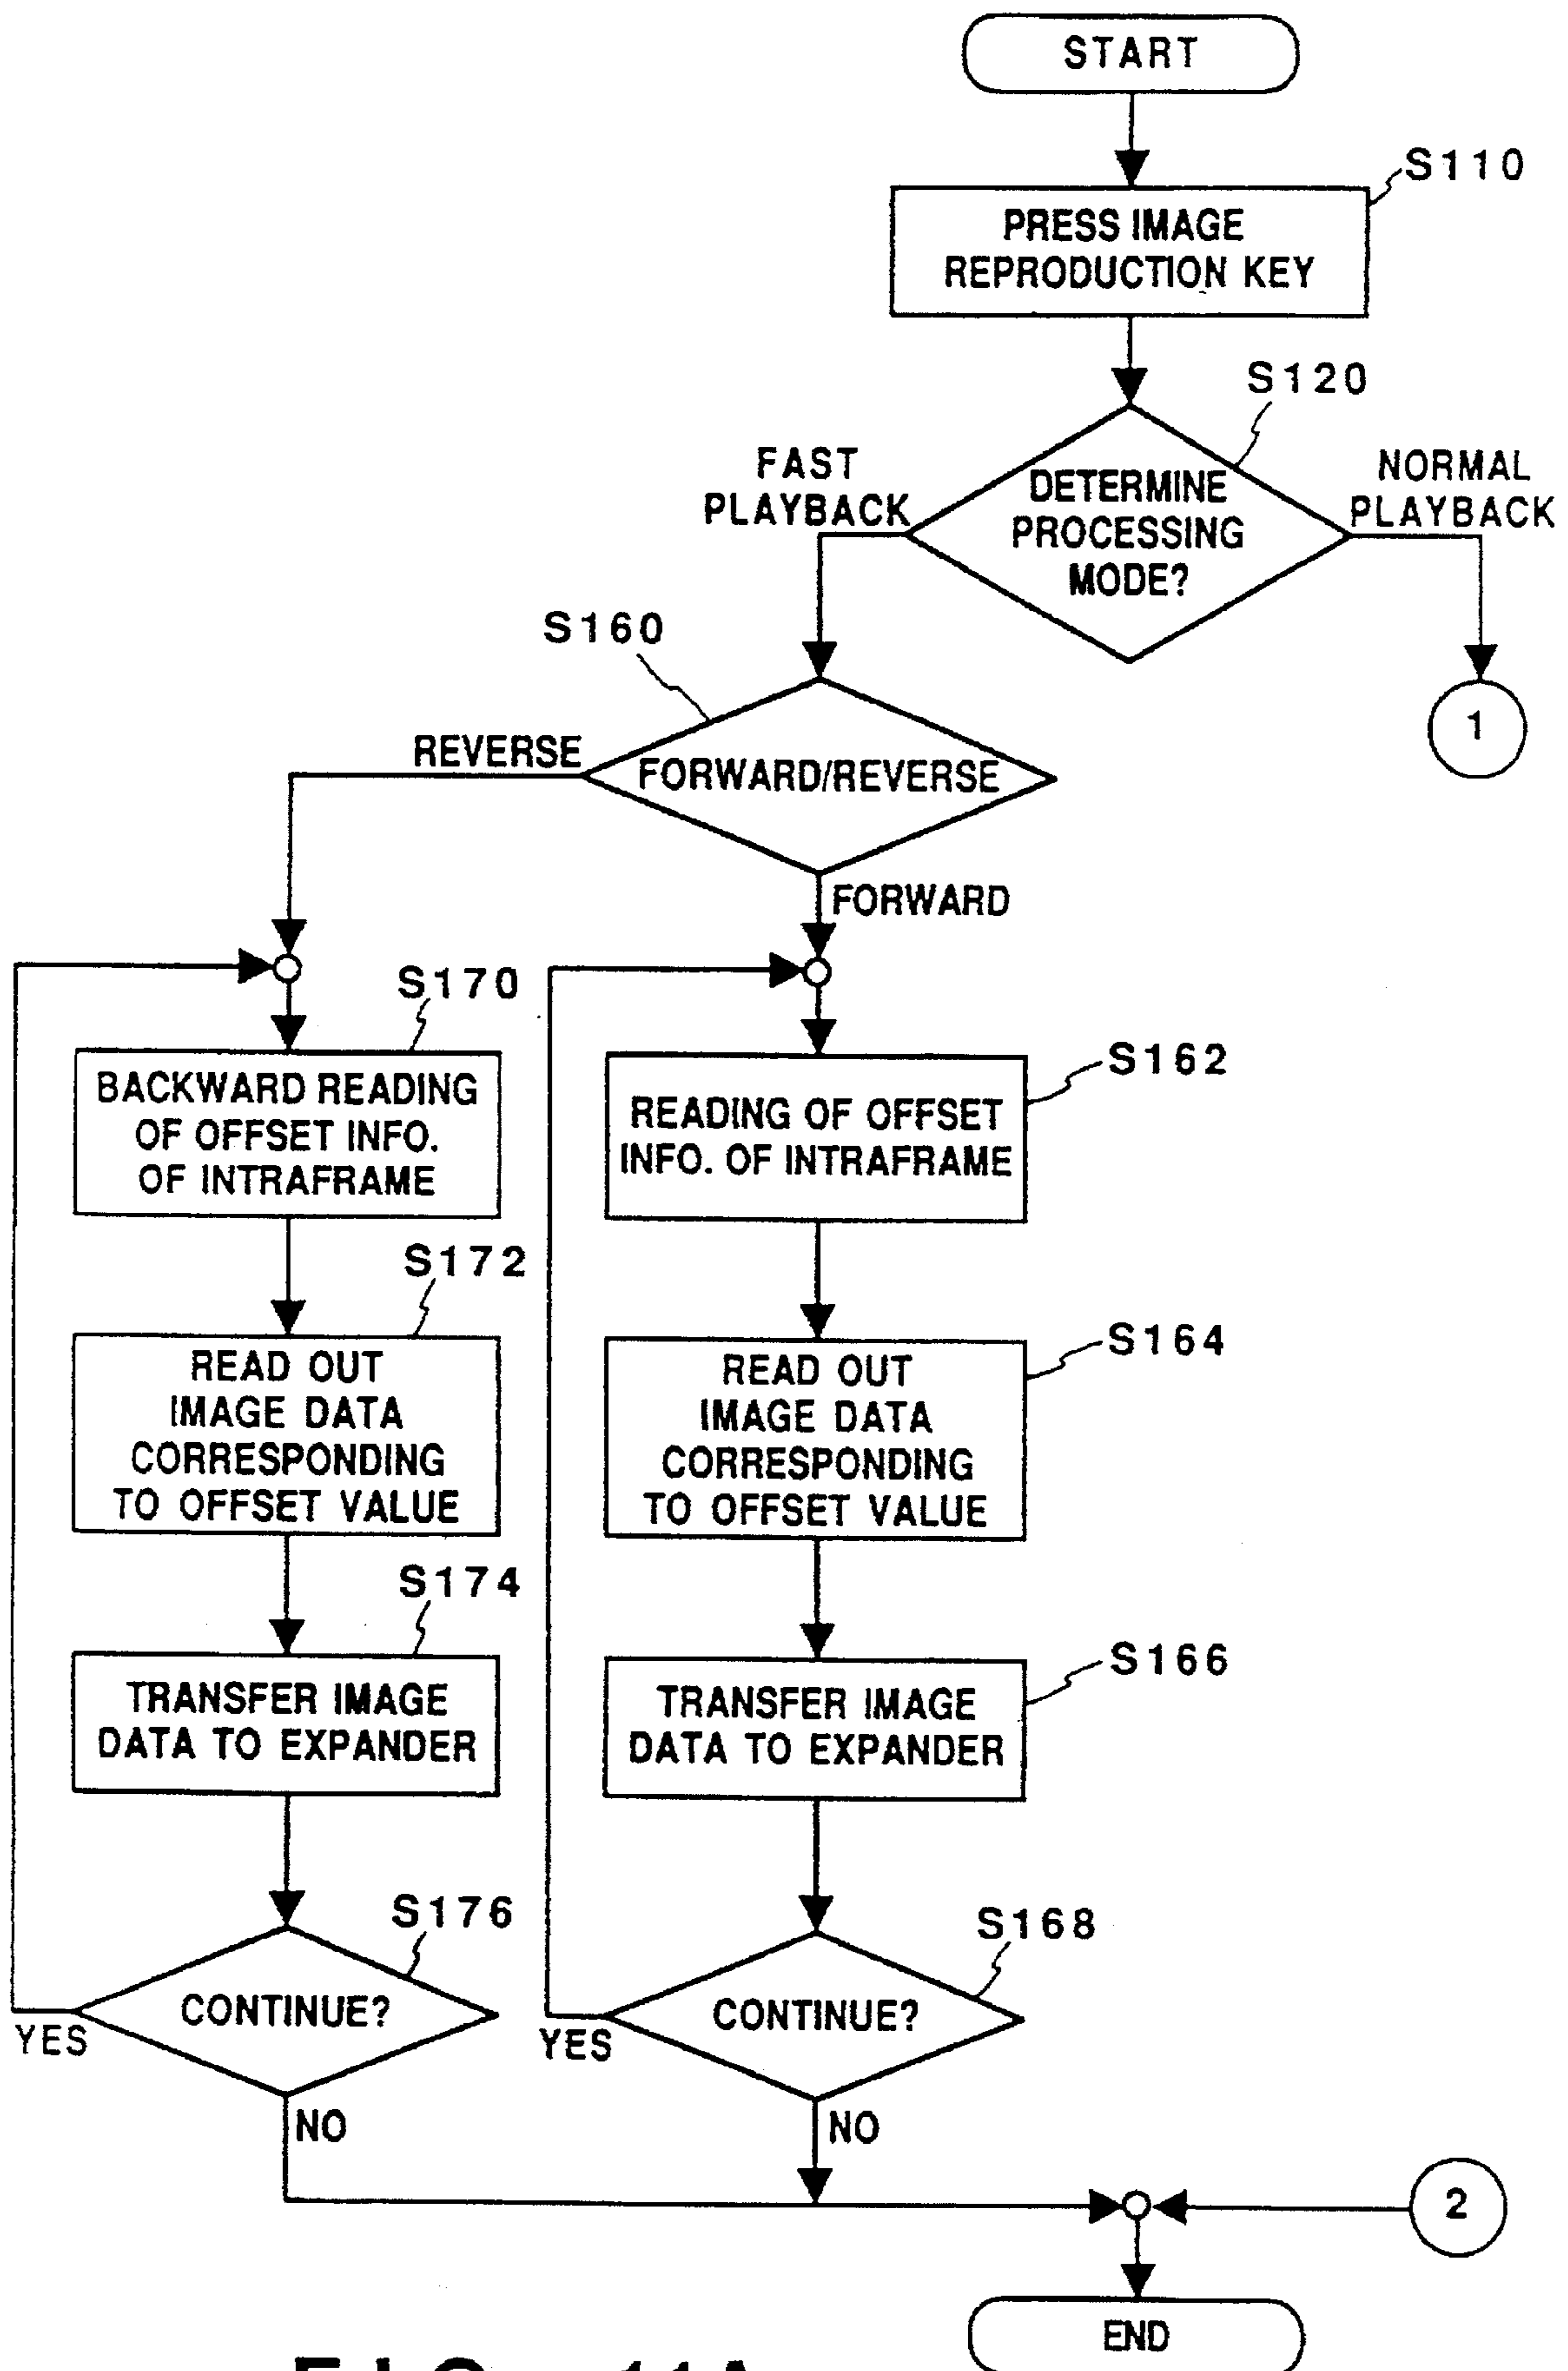 START
S110
PRESS IMAGE
REPRODUCTION KEY
S120
FAST
PLAYBACK
DETERMINE
PROCESSING
MODE?
NORMAL
PLAYBACK
1
S160
REVERSE
FORWARD/REVERSE
FORWARD
S170
BACKWARD READING
OF OFFSET INFO.
OF INTRAFRAME
S162
READING OF OFFSET
INFO. OF INTRAFRAME
S172
READ OUT
IMAGE DATA
CORRESPONDING
TO OFFSET VALUE
S164
READ OUT
IMAGE DATA
CORRESPONDING
TO OFFSET VALUE
S174
TRANSFER IMAGE
DATA TO EXPANDER
S166
TRANSFER IMAGE
DATA TO EXPANDER
S176
CONTINUE?
YES
NO
S168
CONTINUE?
YES
NO
2
END
FIG. 11A